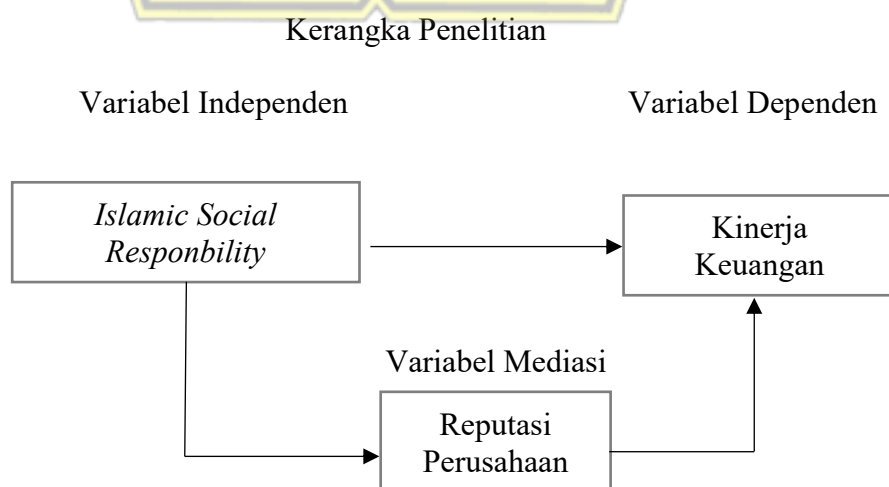 Kerangka Penelitian
Variabel Independen
Variabel Dependen
Islamic Social
Responbility
Kinerja
Keuangan
Variabel Mediasi
Reputasi
Perusahaan